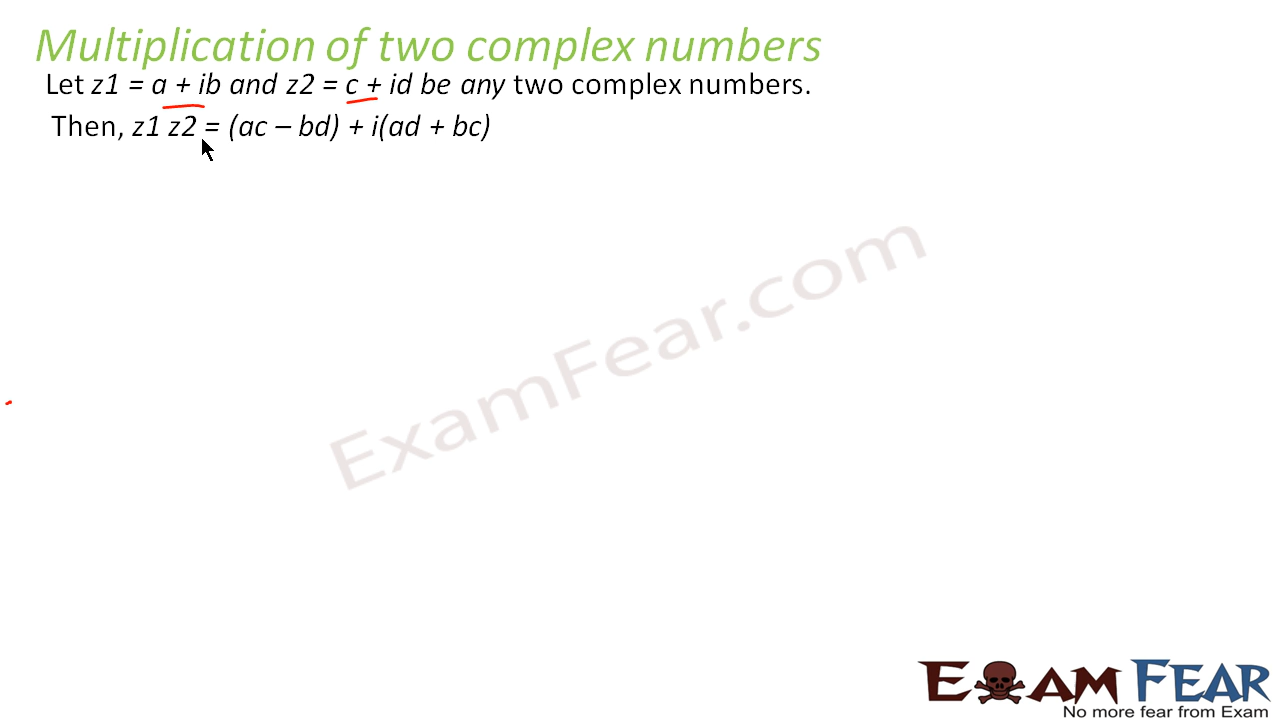 Multiplication of two complex numbers
Let z1 = a + ib and z2 = c + id be any two complex numbers.
Then, z1 z2 = (ac – bd) + i(ad + bc)
ExamFear.com
EXAM FEAR
No more fear from Exam